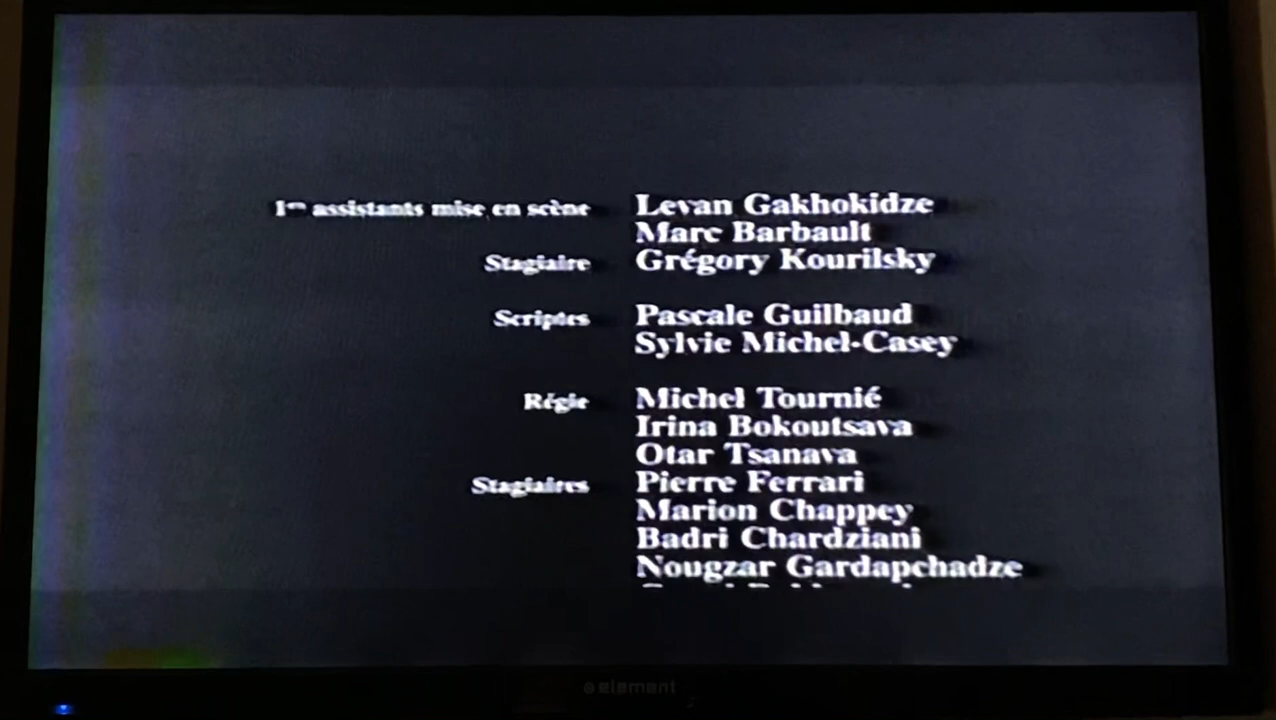 1ers assistants mise en scène Levan Gakhokidze
Marc Barbault
Stagiaire Grégory Kourilsky
Scriptes Pascale Guilbaud
Sylvie Michel-Casey
Régie Michel Tournié
Irina Bokoutsava
Otar Tsanava
Stagiaires Pierre Ferrari
Marion Chappey
Badri Chardziani
Nougzar Gardapchadze
element